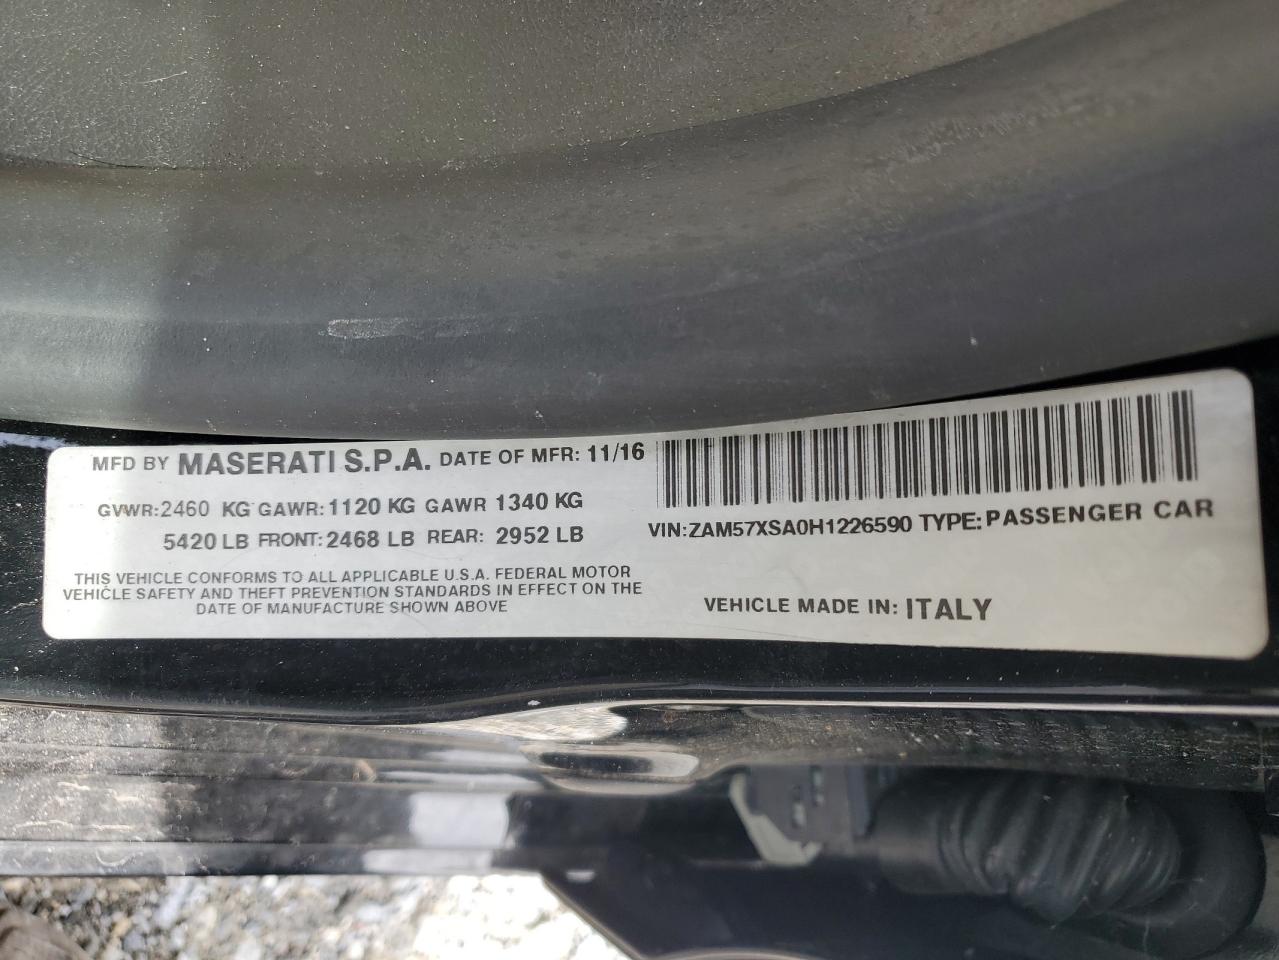 MFD BY MASERATI S.P.A. DATE OF MFR: 11/16
GVWR:2460 KG GAWR:1120 KG GAWR 1340 KG
5420 LB FRONT:2468 LB REAR: 2952 LB
THIS VEHICLE CONFORMS TO ALL APPLICABLE U.S.A. FEDERAL MOTOR
VEHICLE SAFETY AND THEFT PREVENTION STANDARDS IN EFFECT ON THE
DATE OF MANUFACTURE SHOWN ABOVE
VIN:ZAM57XSA0H1226590 TYPE:PASSENGER CAR
VEHICLE MADE IN: ITALY